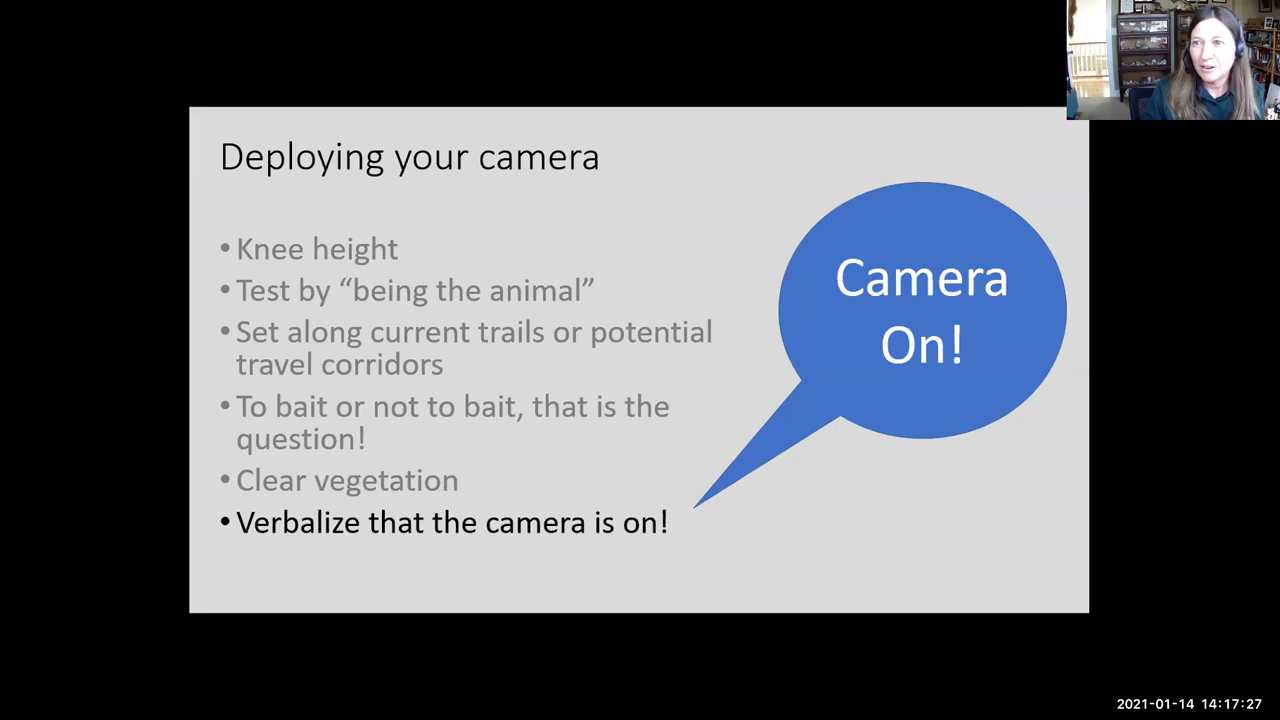 Deploying your camera
• Knee height
• Test by “being the animal”
• Set along current trails or potential
travel corridors
• To bait or not to bait, that is the
question!
• Clear vegetation
• Verbalize that the camera is on!
Camera
On!
2021-01-14 14:17:27